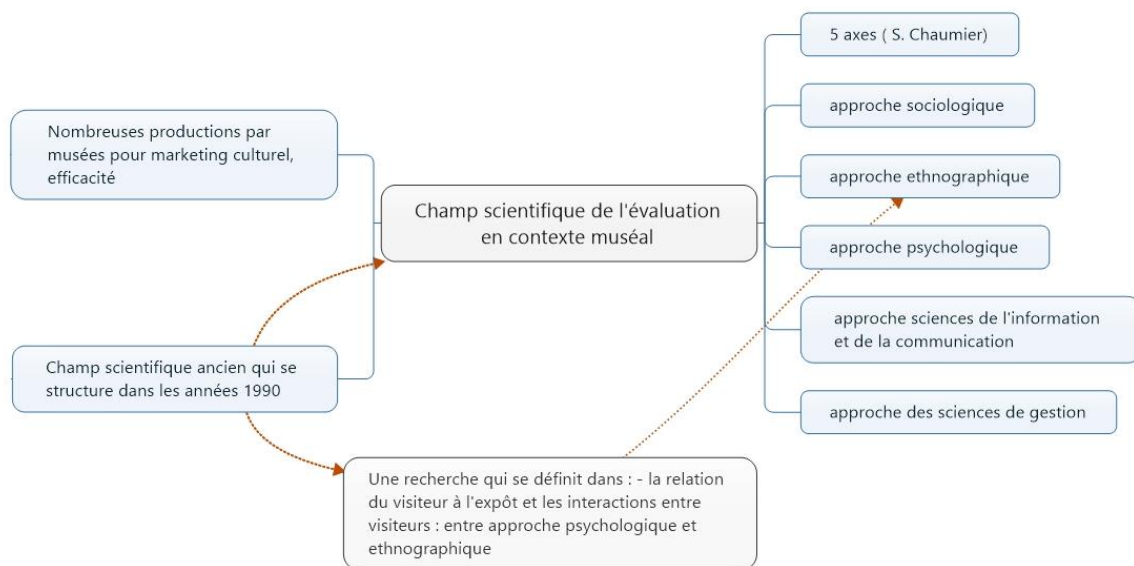 Nombreuses productions par
musées pour marketing culturel,
efficacité
Champ scientifique ancien qui se
structure dans les années 1990
Champ scientifique de l'évaluation
en contexte muséal
Une recherche qui se définit dans : - la relation
du visiteur à l'expôt et les interactions entre
visiteurs : entre approche psychologique et
ethnographique
5 axes ( S. Chaumier)
approche sociologique
approche ethnographique
approche psychologique
approche sciences de l'information
et de la communication
approche des sciences de gestion